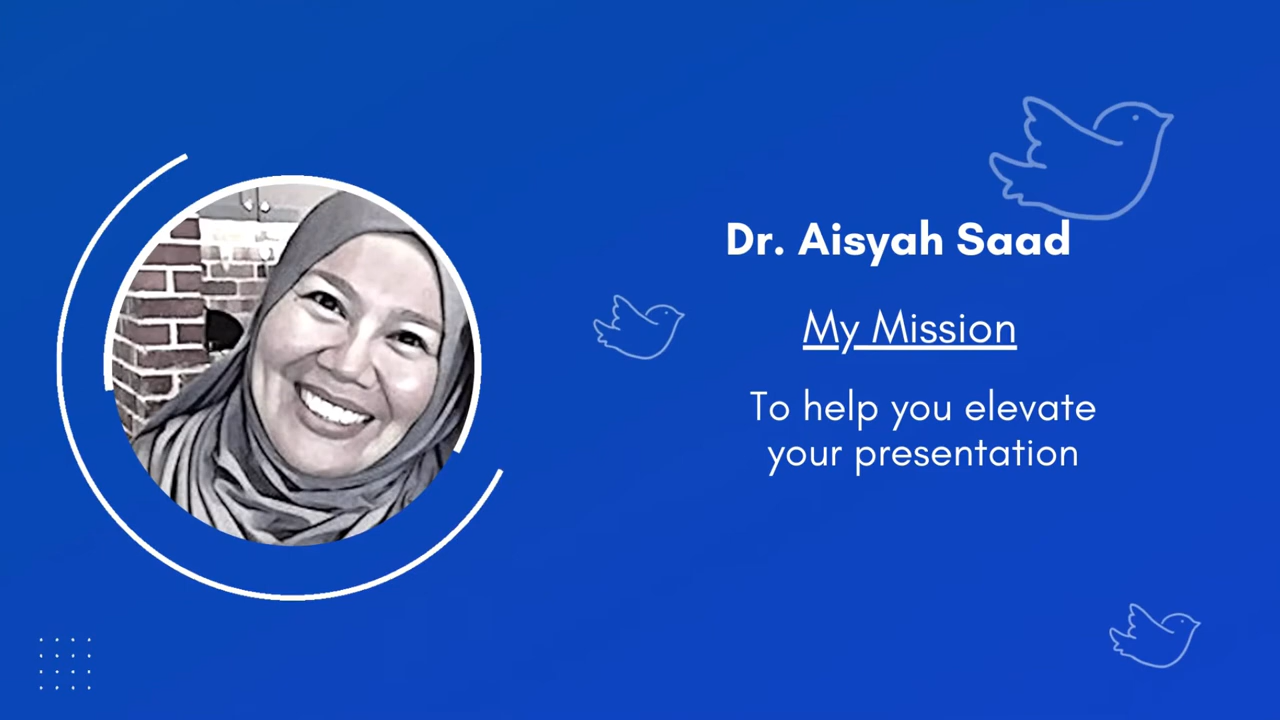 Dr. Aisyah Saad
My Mission
To help you elevate
your presentation